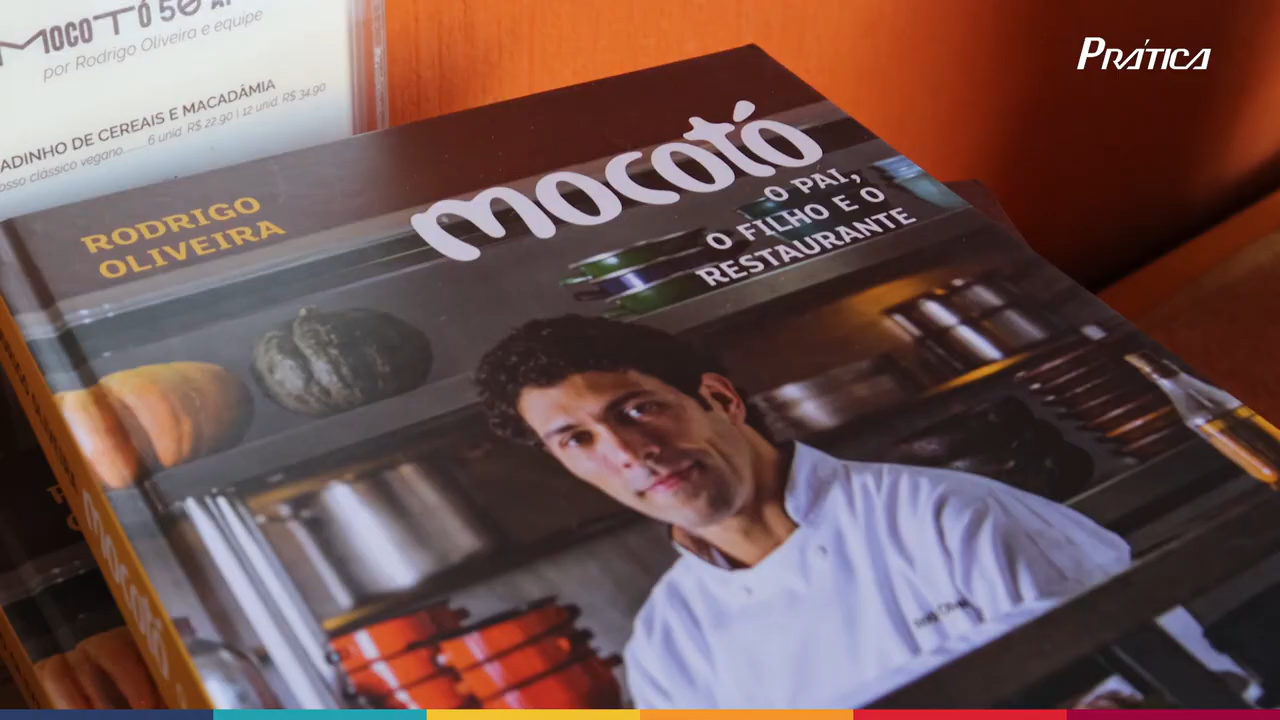 MOCOTÓ 50
por Rodrigo Oliveira e equipe
ADINHO DE CEREAIS E MACADÂMIA
osso clássico vegano........6 unid. R$ 22.90 | 12 unid. R$ 34.90
PRÁTICA
RODRIGO
OLIVEIRA
mocotó
O PAI,
O FILHO E O
RESTAURANTE
mocotó